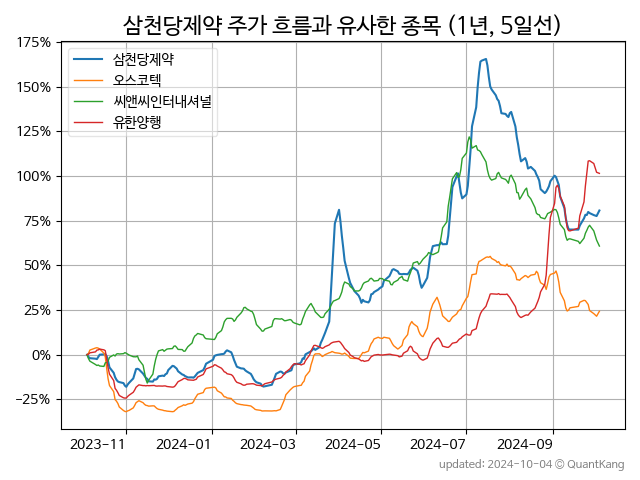 삼천당제약 주가 흐름과 유사한 종목 (1년, 5일선)
175%
150%
125%
100%
75%
50%
25%
0%
−25%
삼천당제약
오스코텍
씨앤씨인터내셔널
유한양행
2023-11 2024-01 2024-03 2024-05 2024-07 2024-09
updated: 2024-10-04 © QuantKang